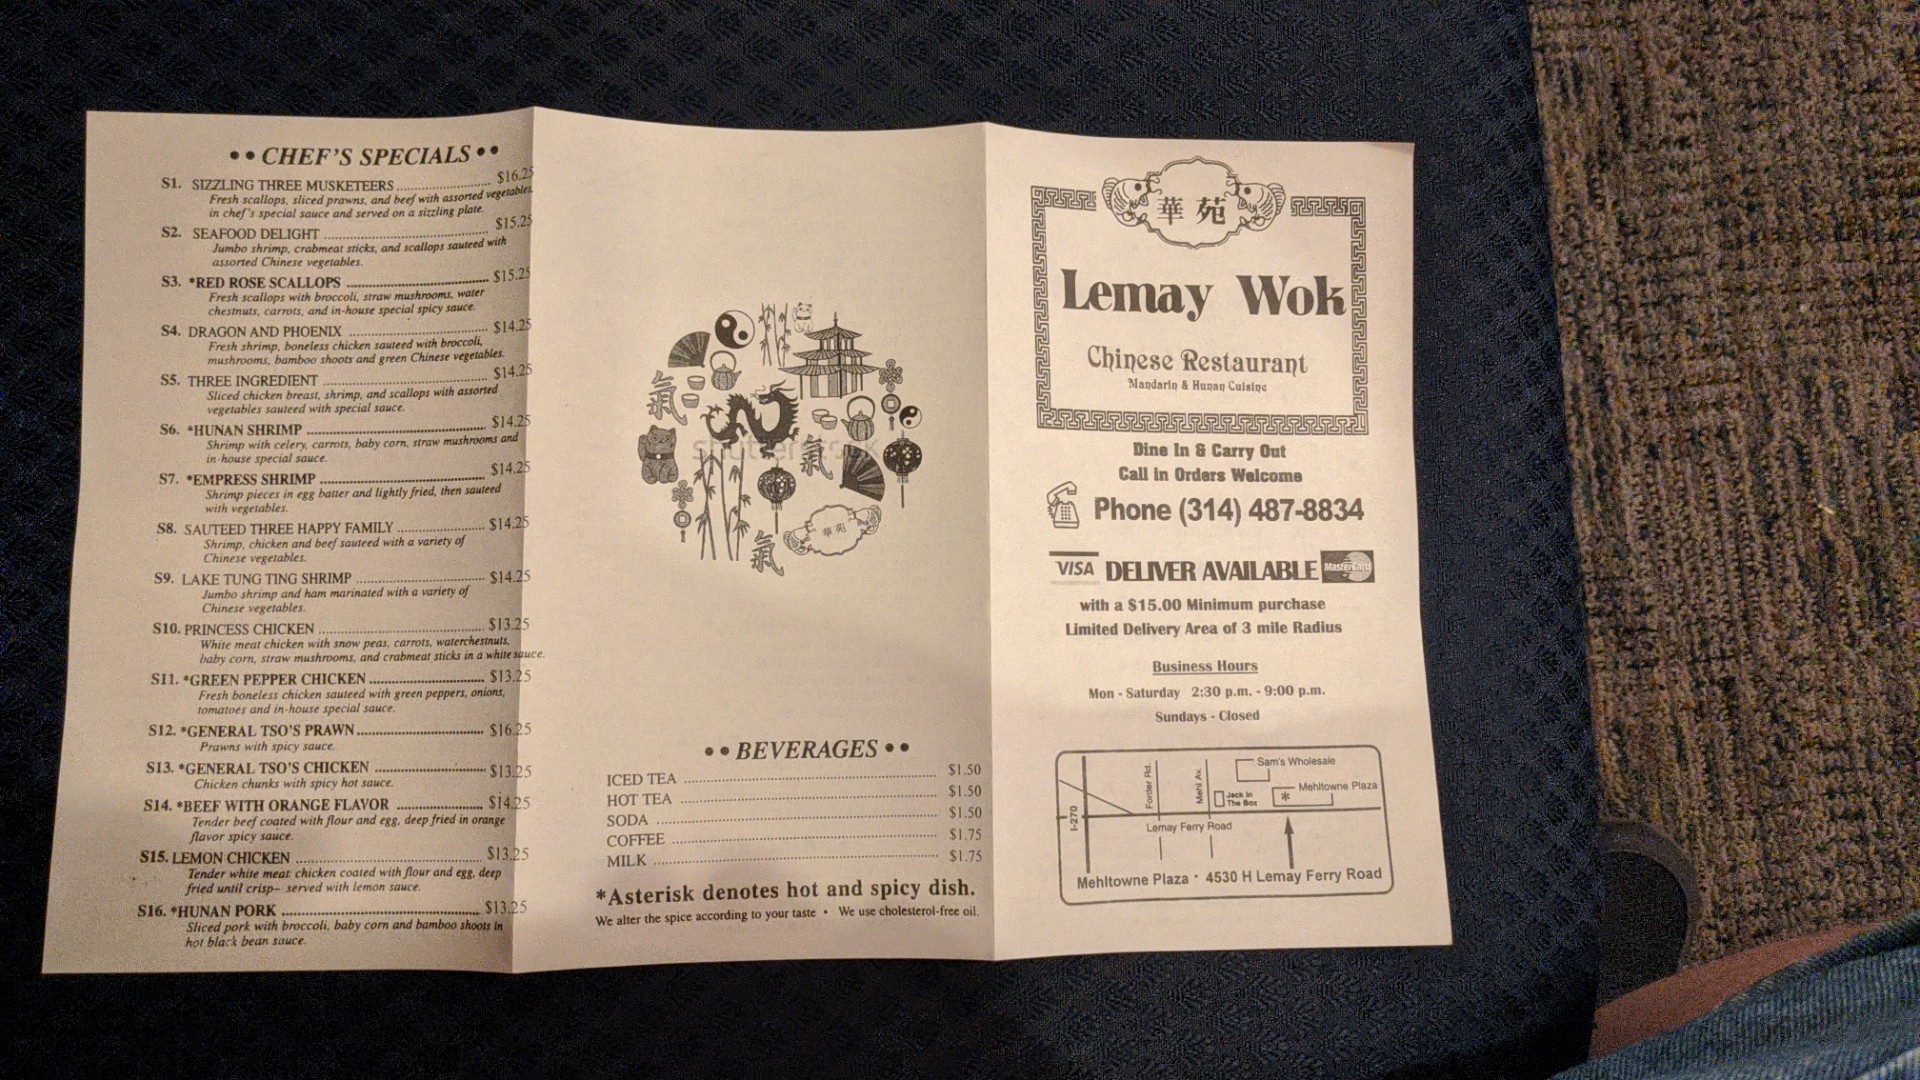 •• CHEF'S SPECIALS ••
S1. SIZZLING THREE MUSKETEERS ........ $16.25
Fresh scallops, sliced prawns, and beef with assorted vegetables
in chef's special sauce and served on a sizzling plate.
S2. SEAFOOD DELIGHT ........ $15.25
Jumbo shrimp, crabmeat sticks, and scallops sauteed with
assorted Chinese vegetables.
S3. *RED ROSE SCALLOPS ........ $15.25
Fresh scallops with broccoli, straw mushrooms, water
chestnuts, carrots, and in-house special spicy sauce.
S4. DRAGON AND PHOENIX ........ $14.25
Fresh shrimp, boneless chicken sauteed with broccoli,
mushrooms, bamboo shoots and green Chinese vegetables.
S5. THREE INGREDIENT ........ $14.25
Sliced chicken breast, shrimp, and scallops with assorted
vegetables sauteed with special sauce.
S6. *HUNAN SHRIMP ........ $14.25
Shrimp with celery, carrots, baby corn, straw mushrooms and
in-house special sauce.
S7. *EMPRESS SHRIMP ........ $14.25
Shrimp pieces in egg batter and lightly fried, then sauteed
with vegetables.
S8. SAUTEED THREE HAPPY FAMILY ........ $14.25
Shrimp, chicken and beef sauteed with a variety of
Chinese vegetables.
S9. LAKE TUNG TING SHRIMP ........ $14.25
Jumbo shrimp and ham marinated with a variety of
Chinese vegetables.
S10. PRINCESS CHICKEN ........ $13.25
White meat chicken with snow peas, carrots, waterchestnuts,
baby corn, straw mushrooms, and crabmeat sticks in a white sauce.
S11. *GREEN PEPPER CHICKEN ........ $13.25
Fresh boneless chicken sauteed with green peppers, onions,
tomatoes and in-house special sauce.
S12. *GENERAL TSO'S PRAWN ........ $16.25
Prawns with spicy sauce.
S13. *GENERAL TSO'S CHICKEN ........ $13.25
Chicken chunks with spicy hot sauce.
S14. *BEEF WITH ORANGE FLAVOR ........ $14.25
Tender beef coated with flour and egg, deep fried in orange
flavor spicy sauce.
S15. LEMON CHICKEN ........ $13.25
Tender white meat chicken coated with flour and egg, deep
fried until crisp– served with lemon sauce.
S16. *HUNAN PORK ........ $13.25
Sliced pork with broccoli, baby corn and bamboo shoots in
hot black bean sauce.
氣
shutterstock
氣
華苑
氣
•• BEVERAGES ••
ICED TEA ........ $1.50
HOT TEA ........ $1.50
SODA ........ $1.50
COFFEE ........ $1.75
MILK ........ $1.75
*Asterisk denotes hot and spicy dish.
We alter the spice according to your taste • We use cholesterol-free oil.
華苑
Lemay Wok
Chinese Restaurant
Mandarin & Hunan Cuisine
Dine In & Carry Out
Call in Orders Welcome
Phone (314) 487-8834
VISA DELIVER AVAILABLE MasterCard
with a $15.00 Minimum purchase
Limited Delivery Area of 3 mile Radius
Business Hours
Mon - Saturday 2:30 p.m. - 9:00 p.m.
Sundays - Closed
Sam's Wholesale
Mehltowne Plaza
Forder Rd.
Mehl Av.
Jack In
The Box
*
I-270
Lemay Ferry Road
Mehltowne Plaza • 4530 H Lemay Ferry Road